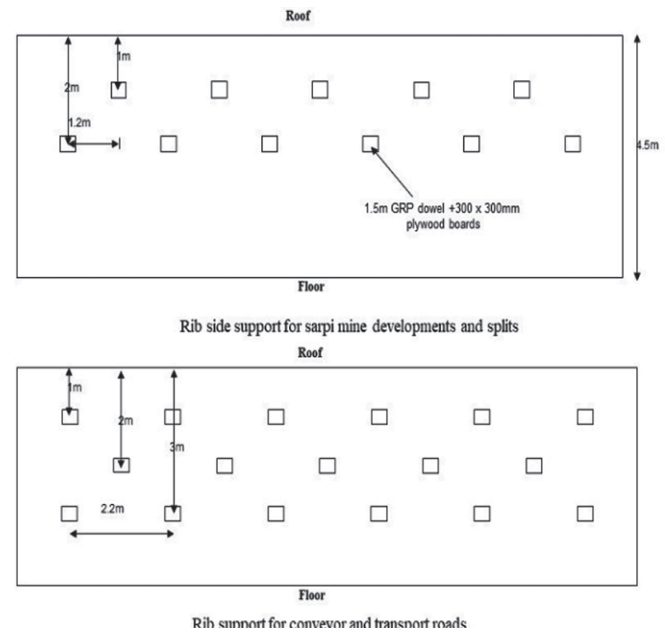 Roof
1m
2m
1.2m
4.5m
1.5m GRP dowel +300 x 300mm
plywood boards
Floor
Rib side support for sarpi mine developments and splits
Roof
1m
2m
3m
2.2m
Floor
Rib support for conveyor and transport roads